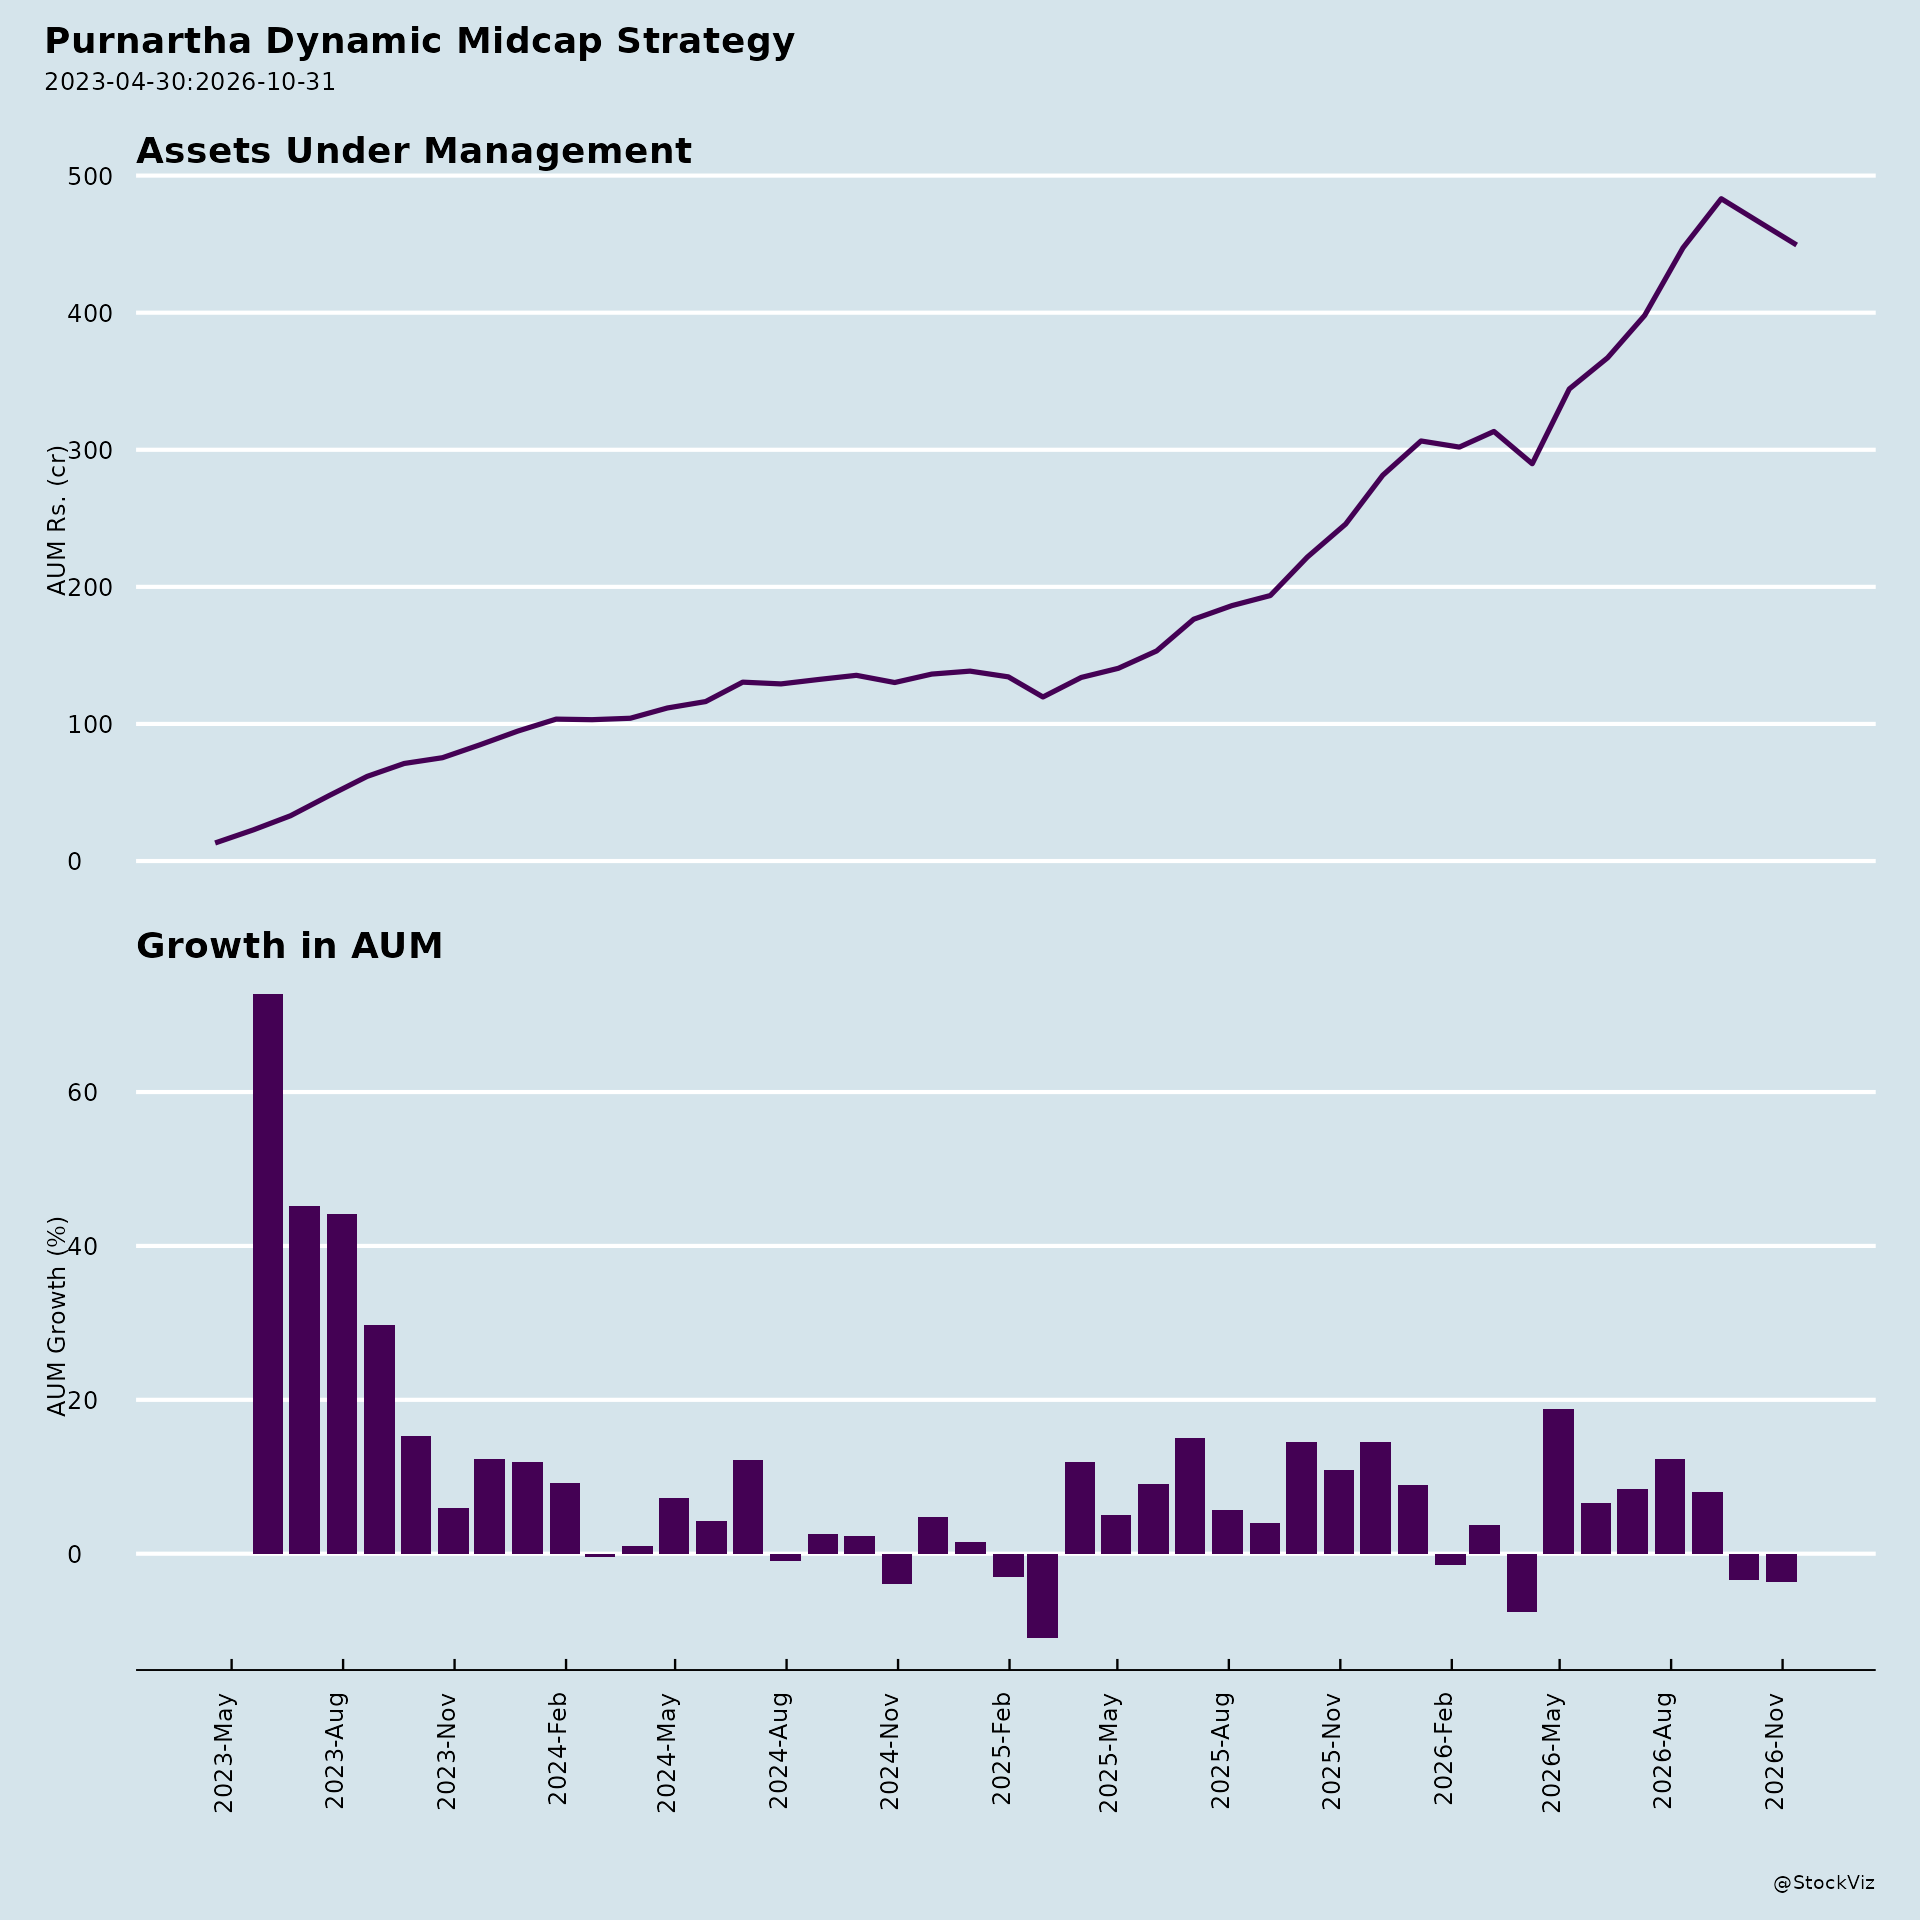 Purnartha Dynamic Midcap Strategy
2023-04-30:2026-10-31
Assets Under Management
500
400
300
200
100
0
AUM Rs. (cr)
Growth in AUM
60
40
20
0
AUM Growth (%)
2023-May
2023-Aug
2023-Nov
2024-Feb
2024-May
2024-Aug
2024-Nov
2025-Feb
2025-May
2025-Aug
2025-Nov
2026-Feb
2026-May
2026-Aug
2026-Nov
@StockViz